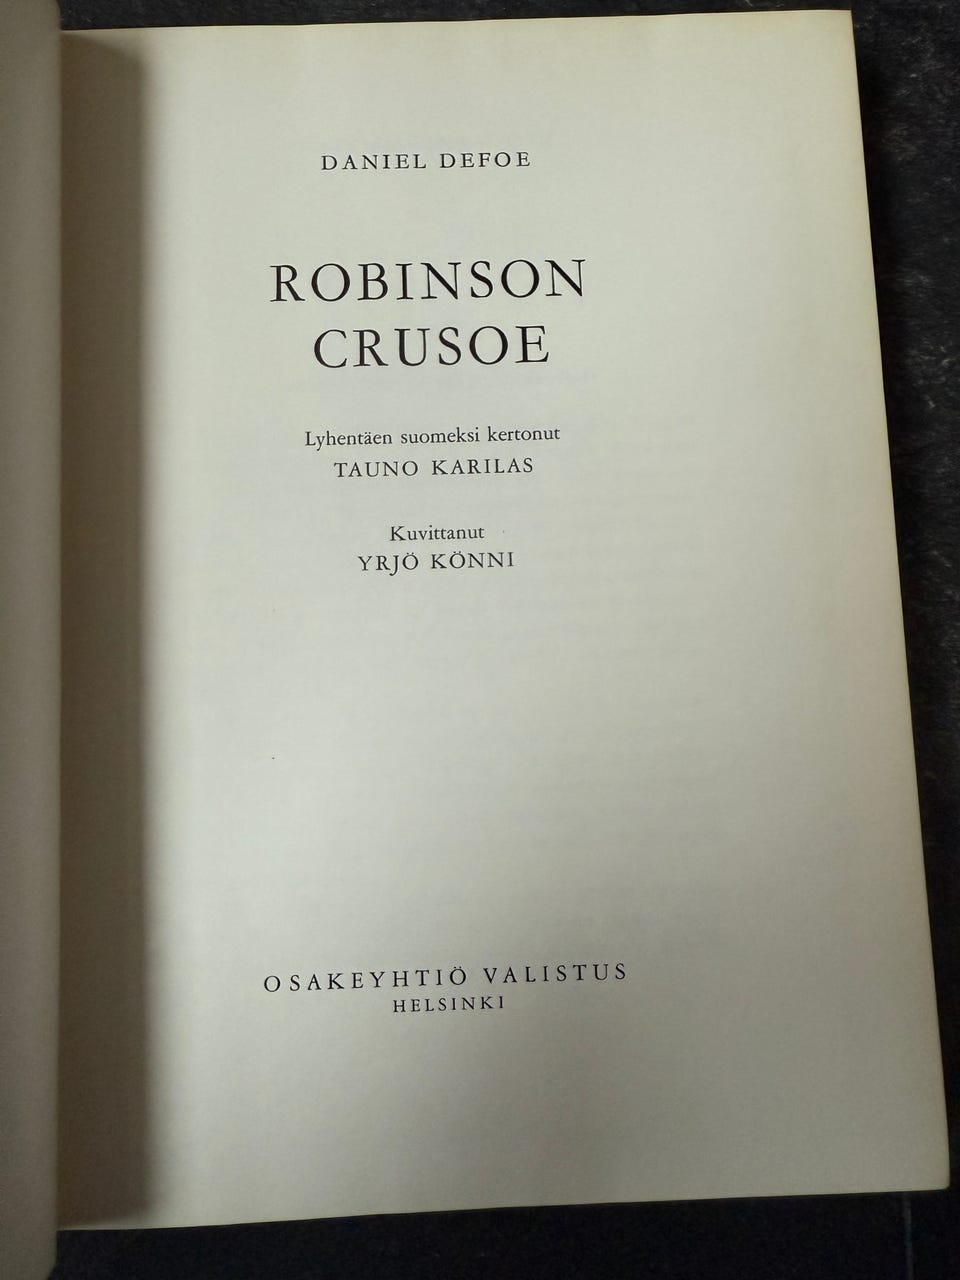 DANIEL DEFOE
ROBINSON
CRUSOE
Lyhentäen suomeksi kertonut
TAUNO KARILAS
Kuvittanut
YRJÖ KÖNNI
OSAKEYHTIÖ VALISTUS
HELSINKI